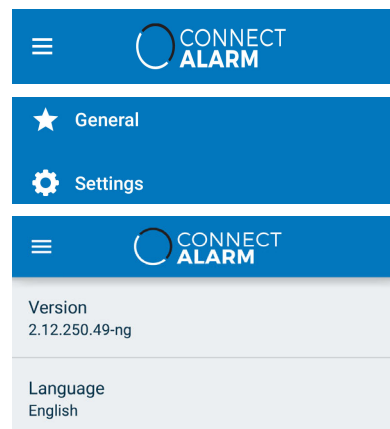 CONNECT
ALARM
General
Settings
CONNECT
ALARM
Version
2.12.250.49-ng
Language
English